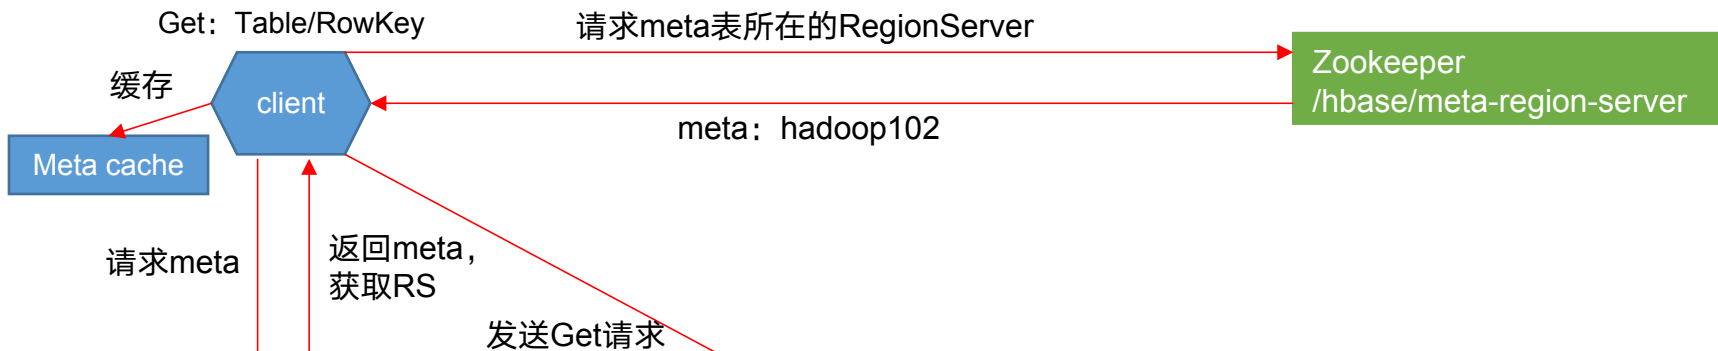 Get：Table/RowKey
请求meta表所在的RegionServer
缓存
client
Zookeeper
/hbase/meta-region-server
meta：hadoop102
Meta cache
请求meta
返回meta，
获取RS
发送Get请求